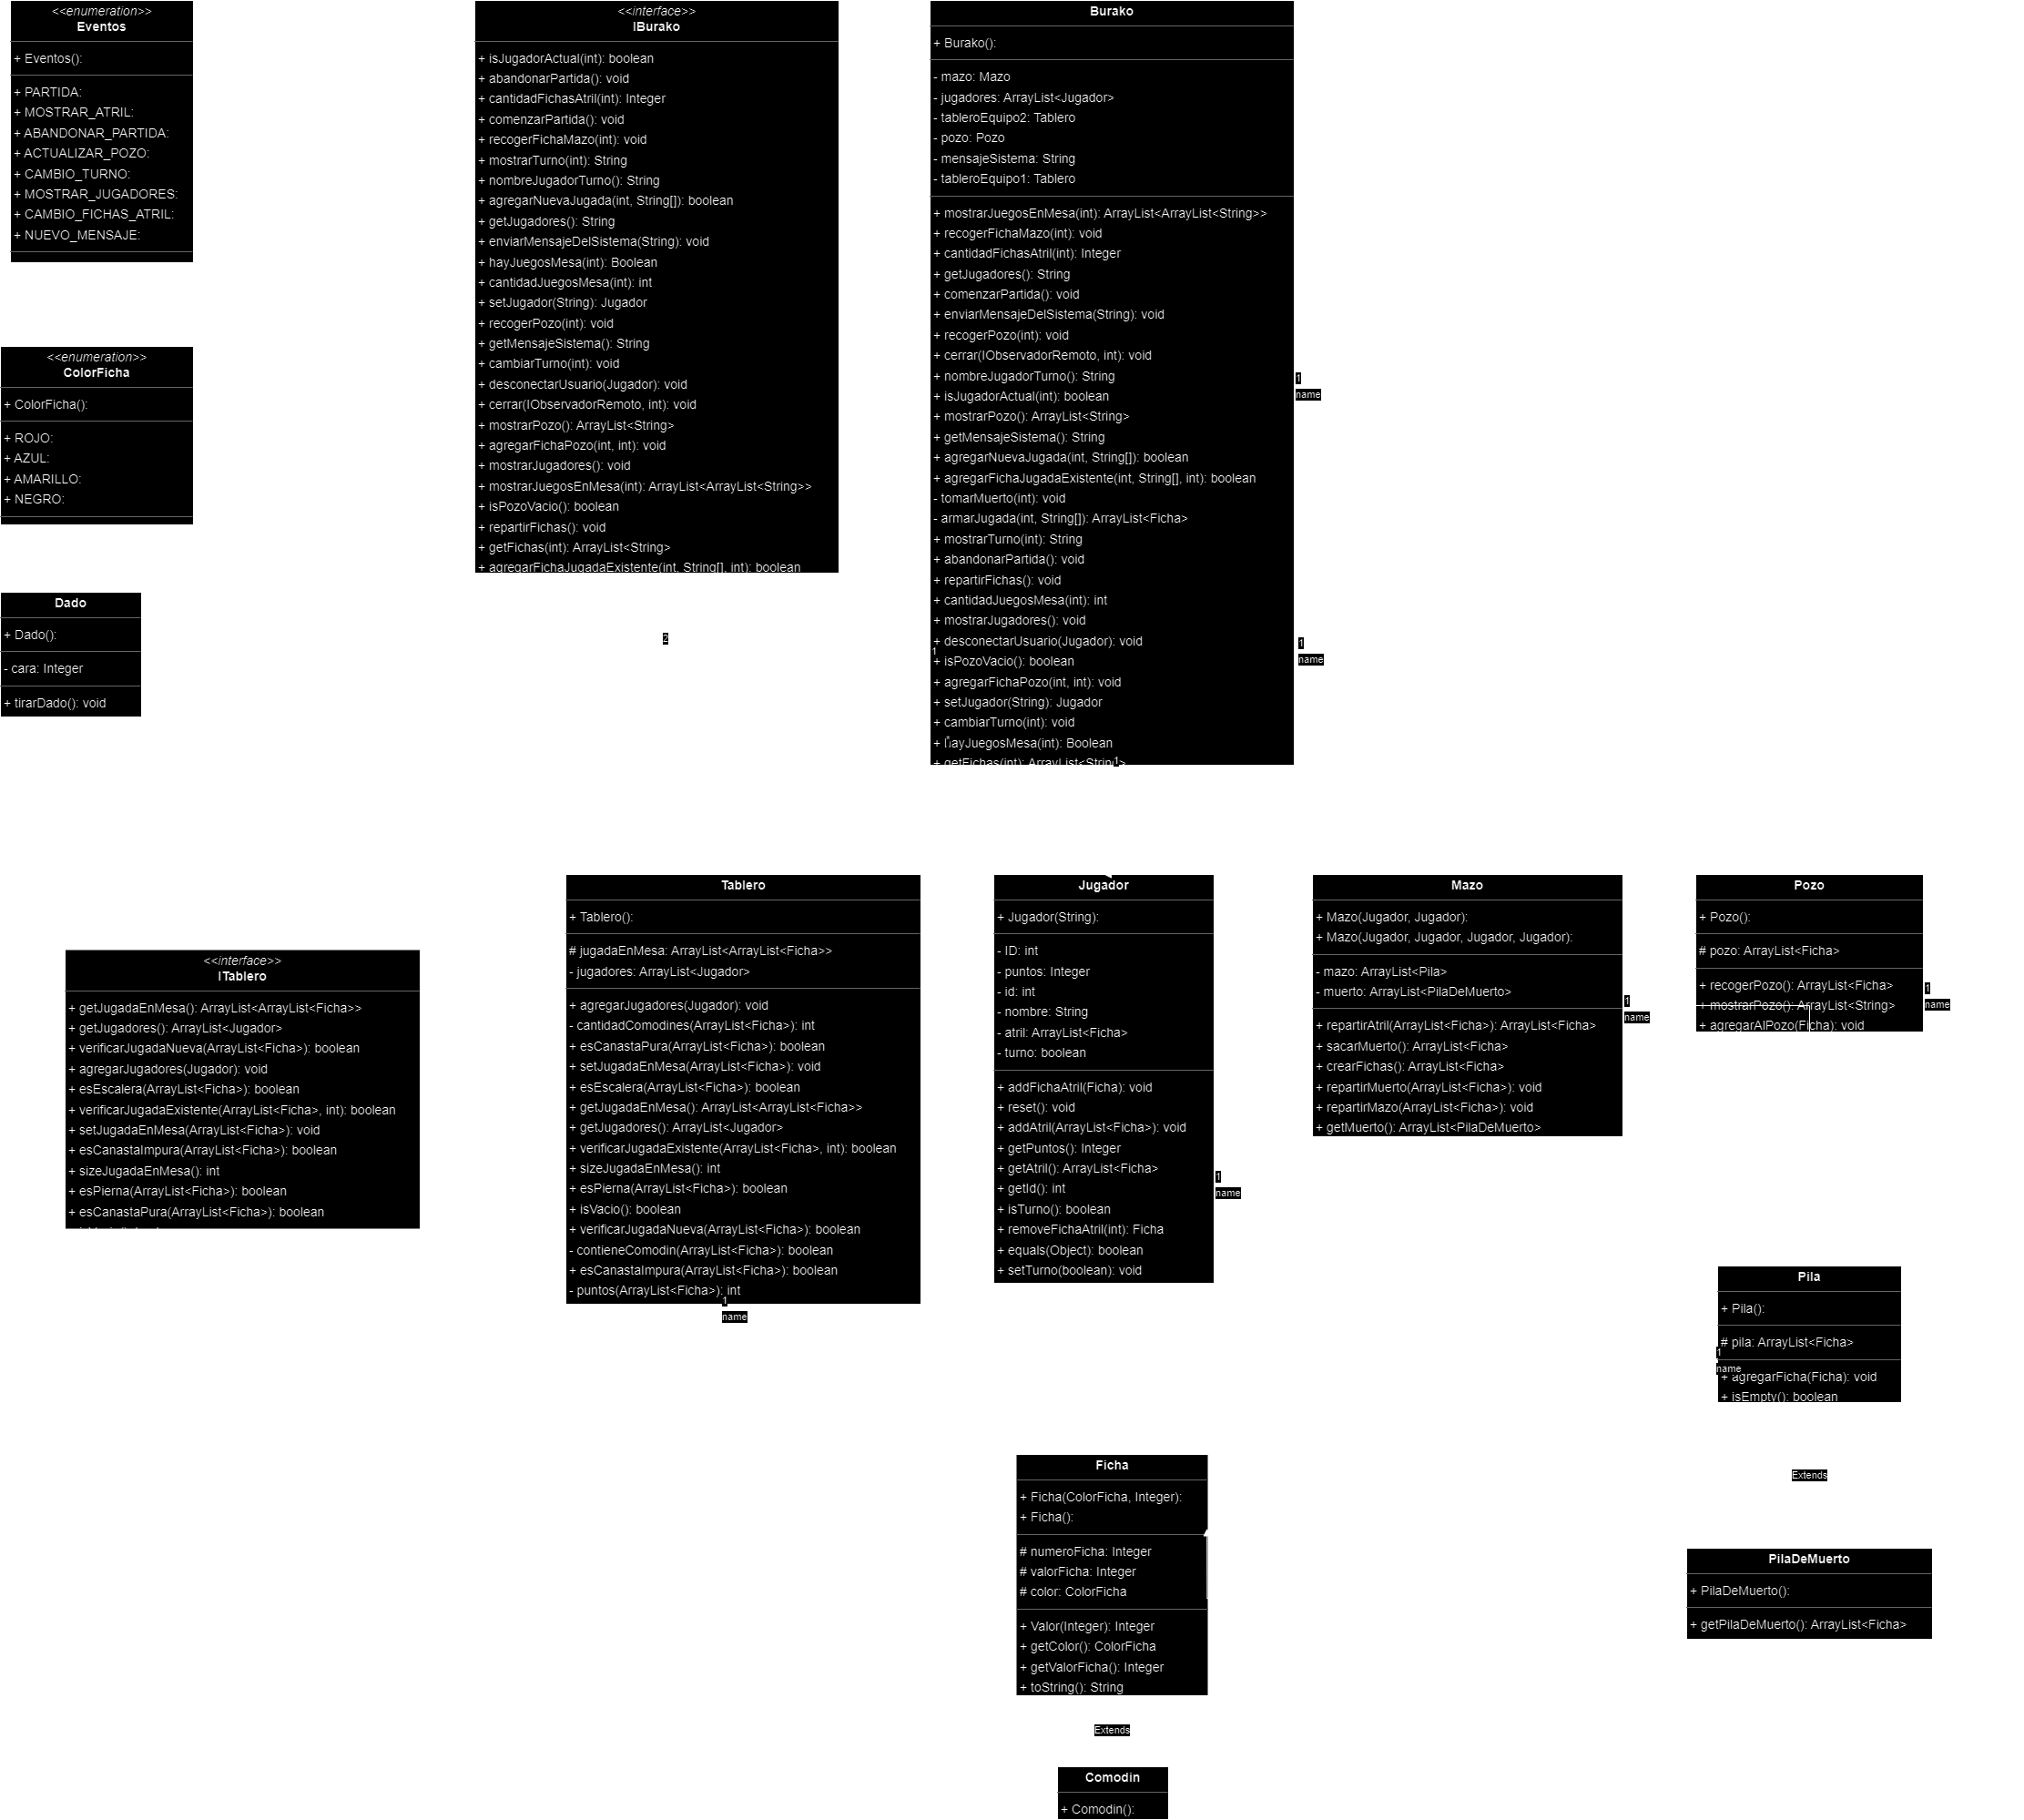 <<enumeration>>
Eventos
+ Eventos():
+ PARTIDA:
+ MOSTRAR_ATRIL:
+ ABANDONAR_PARTIDA:
+ ACTUALIZAR_POZO:
+ CAMBIO_TURNO:
+ MOSTRAR_JUGADORES:
+ CAMBIO_FICHAS_ATRIL:
+ NUEVO_MENSAJE:
<<enumeration>>
ColorFicha
+ ColorFicha():
+ ROJO:
+ AZUL:
+ AMARILLO:
+ NEGRO:
Dado
+ Dado():
- cara: Integer
+ tirarDado(): void
<<interface>>
IBurako
+ isJugadorActual(int): boolean
+ abandonarPartida(): void
+ cantidadFichasAtril(int): Integer
+ comenzarPartida(): void
+ recogerFichaMazo(int): void
+ mostrarTurno(int): String
+ nombreJugadorTurno(): String
+ agregarNuevaJugada(int, String[]): boolean
+ getJugadores(): String
+ enviarMensajeDelSistema(String): void
+ hayJuegosMesa(int): Boolean
+ cantidadJuegosMesa(int): int
+ setJugador(String): Jugador
+ recogerPozo(int): void
+ getMensajeSistema(): String
+ cambiarTurno(int): void
+ desconectarUsuario(Jugador): void
+ cerrar(IObservadorRemoto, int): void
+ mostrarPozo(): ArrayList<String>
+ agregarFichaPozo(int, int): void
+ mostrarJugadores(): void
+ mostrarJuegosEnMesa(int): ArrayList<ArrayList<String>>
+ isPozoVacio(): boolean
+ repartirFichas(): void
+ getFichas(int): ArrayList<String>
+ agregarFichaJugadaExistente(int, String[], int): boolean
2
Burako
+ Burako():
- mazo: Mazo
- jugadores: ArrayList<Jugador>
- tableroEquipo2: Tablero
- pozo: Pozo
- mensajeSistema: String
- tableroEquipo1: Tablero
+ mostrarJuegosEnMesa(int): ArrayList<ArrayList<String>>
+ recogerFichaMazo(int): void
+ cantidadFichasAtril(int): Integer
+ getJugadores(): String
+ comenzarPartida(): void
+ enviarMensajeDelSistema(String): void
+ recogerPozo(int): void
+ cerrar(IObservadorRemoto, int): void
+ nombreJugadorTurno(): String
+ isJugadorActual(int): boolean
+ mostrarPozo(): ArrayList<String>
+ getMensajeSistema(): String
+ agregarNuevaJugada(int, String[]): boolean
+ agregarFichaJugadaExistente(int, String[], int): boolean
- tomarMuerto(int): void
- armarJugada(int, String[]): ArrayList<Ficha>
+ mostrarTurno(int): String
+ abandonarPartida(): void
+ repartirFichas(): void
+ cantidadJuegosMesa(int): int
+ mostrarJugadores(): void
+ desconectarUsuario(Jugador): void
1
+ isPozoVacio(): boolean
+ agregarFichaPozo(int, int): void
+ setJugador(String): Jugador
+ cambiarTurno(int): void
+ hayJuegosMesa(int): Boolean
+ getFichas(int): ArrayList<String>
1
1
name
1
name
<<interface>>
ITablero
+ getJugadaEnMesa(): ArrayList<ArrayList<Ficha>>
+ getJugadores(): ArrayList<Jugador>
+ verificarJugadaNueva(ArrayList<Ficha>): boolean
+ agregarJugadores(Jugador): void
+ esEscalera(ArrayList<Ficha>): boolean
+ verificarJugadaExistente(ArrayList<Ficha>, int): boolean
+ setJugadaEnMesa(ArrayList<Ficha>): void
+ esCanastaImpura(ArrayList<Ficha>): boolean
+ sizeJugadaEnMesa(): int
+ esPierna(ArrayList<Ficha>): boolean
+ esCanastaPura(ArrayList<Ficha>): boolean
Tablero
+ Tablero():
# jugadaEnMesa: ArrayList<ArrayList<Ficha>>
- jugadores: ArrayList<Jugador>
+ agregarJugadores(Jugador): void
- cantidadComodines(ArrayList<Ficha>): int
+ esCanastaPura(ArrayList<Ficha>): boolean
+ setJugadaEnMesa(ArrayList<Ficha>): void
+ esEscalera(ArrayList<Ficha>): boolean
+ getJugadaEnMesa(): ArrayList<ArrayList<Ficha>>
+ getJugadores(): ArrayList<Jugador>
+ verificarJugadaExistente(ArrayList<Ficha>, int): boolean
+ sizeJugadaEnMesa(): int
+ esPierna(ArrayList<Ficha>): boolean
+ isVacio(): boolean
+ verificarJugadaNueva(ArrayList<Ficha>): boolean
- contieneComodin(ArrayList<Ficha>): boolean
+ esCanastaImpura(ArrayList<Ficha>): boolean
- puntos(ArrayList<Ficha>): int
1
name
Jugador
+ Jugador(String):
- ID: int
- puntos: Integer
- id: int
- nombre: String
- atril: ArrayList<Ficha>
- turno: boolean
+ addFichaAtril(Ficha): void
+ reset(): void
+ addAtril(ArrayList<Ficha>): void
+ getPuntos(): Integer
+ getAtril(): ArrayList<Ficha>
+ getId(): int
+ isTurno(): boolean
+ removeFichaAtril(int): Ficha
+ equals(Object): boolean
+ setTurno(boolean): void
1
name
Mazo
+ Mazo(Jugador, Jugador):
+ Mazo(Jugador, Jugador, Jugador, Jugador):
- mazo: ArrayList<Pila>
- muerto: ArrayList<PilaDeMuerto>
+ repartirAtril(ArrayList<Ficha>): ArrayList<Ficha>
+ sacarMuerto(): ArrayList<Ficha>
+ crearFichas(): ArrayList<Ficha>
+ repartirMuerto(ArrayList<Ficha>): void
+ repartirMazo(ArrayList<Ficha>): void
+ getMuerto(): ArrayList<PilaDeMuerto>
1
name
Pozo
+ Pozo():
# pozo: ArrayList<Ficha>
+ recogerPozo(): ArrayList<Ficha>
+ mostrarPozo(): ArrayList<String>
+ agregarAlPozo(Ficha): void
1
name
Pila
+ Pila():
# pila: ArrayList<Ficha>
1
name
+ agregarFicha(Ficha): void
+ isEmpty(): boolean
Extends
PilaDeMuerto
+ PilaDeMuerto():
+ getPilaDeMuerto(): ArrayList<Ficha>
Ficha
+ Ficha(ColorFicha, Integer):
+ Ficha():
# numeroFicha: Integer
# valorFicha: Integer
# color: ColorFicha
+ Valor(Integer): Integer
+ getColor(): ColorFicha
+ getValorFicha(): Integer
+ toString(): String
Extends
Comodin
+ Comodin():